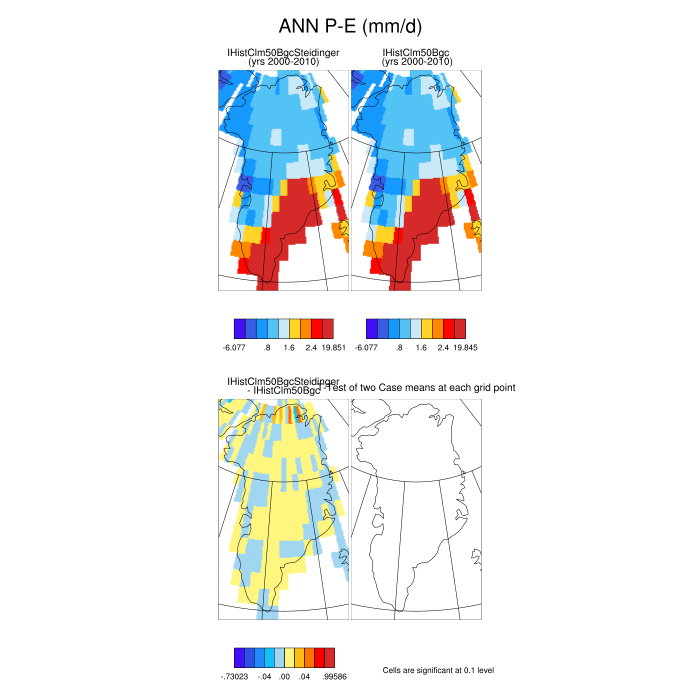 ANN P-E (mm/d)
IHistClm50BgcSteidinger
(yrs 2000-2010)
IHistClm50Bgc
(yrs 2000-2010)
-6.077 .8 1.6 2.4 19.851
-6.077 .8 1.6 2.4 19.845
IHistClm50BgcSteidinger
- IHistClm50Bgc
T-Test of two Case means at each grid point
-.73023 -.04 .00 .04 .99586
Cells are significant at 0.1 level